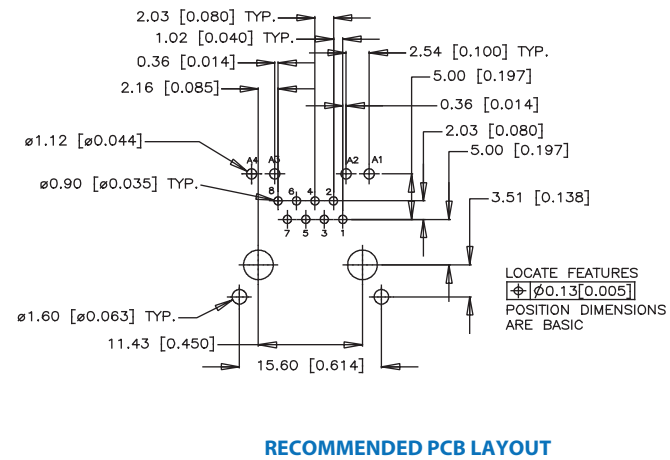 2.03 [0.080] TYP.
1.02 [0.040] TYP.
2.54 [0.100] TYP.
0.36 [0.014]
5.00 [0.197]
2.16 [0.085]
0.36 [0.014]
2.03 [0.080]
ø1.12 [ø0.044]
5.00 [0.197]
A4 A3 A2 A1
ø0.90 [ø0.035] TYP.
8 6 4 2
3.51 [0.138]
7 5 3 1
LOCATE FEATURES
⌖ Ø0.13[0.005]
POSITION DIMENSIONS
ARE BASIC
ø1.60 [ø0.063] TYP.
11.43 [0.450]
15.60 [0.614]
RECOMMENDED PCB LAYOUT